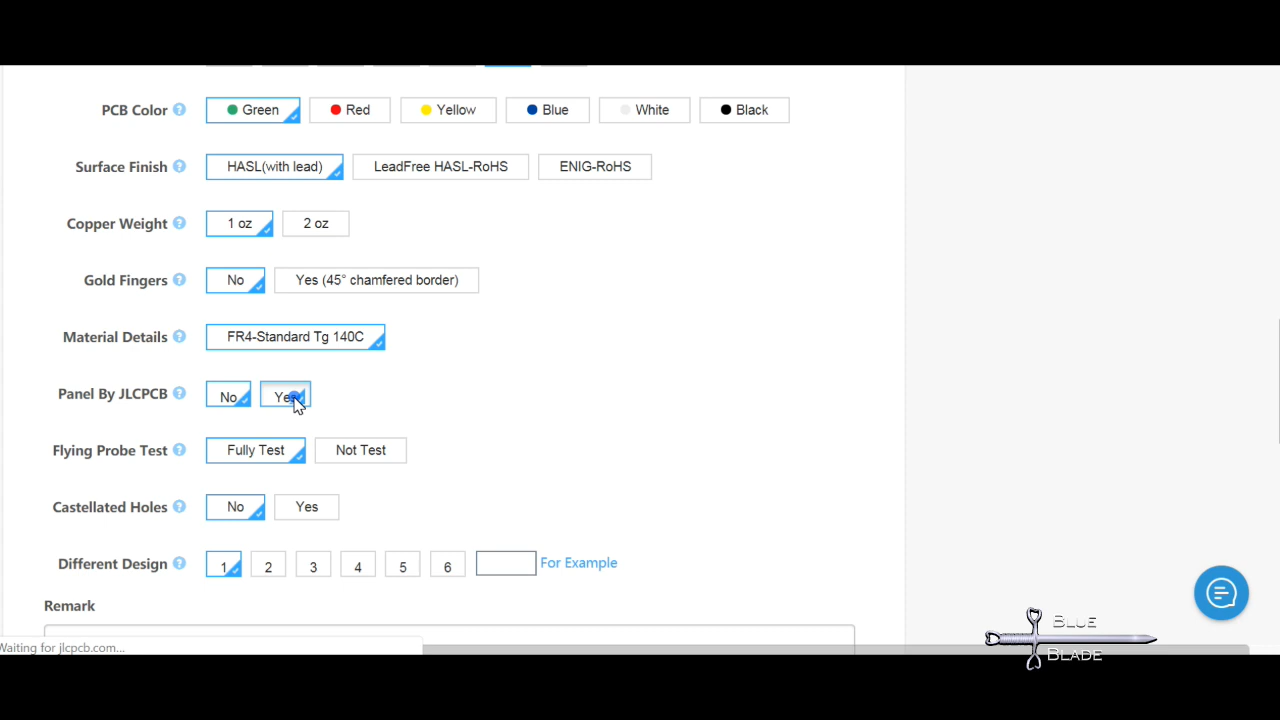 PCB Color ? Green Red Yellow Blue White Black
Surface Finish ? HASL(with lead) LeadFree HASL-RoHS ENIG-RoHS
Copper Weight ? 1 oz 2 oz
Gold Fingers ? No Yes (45° chamfered border)
Material Details ? FR4-Standard Tg 140C
Panel By JLCPCB ? No Yes
Flying Probe Test ? Fully Test Not Test
Castellated Holes ? No Yes
Different Design ? 1 2 3 4 5 6 For Example
Remark
Waiting for jlcpcb.com...
BLUE
BLADE